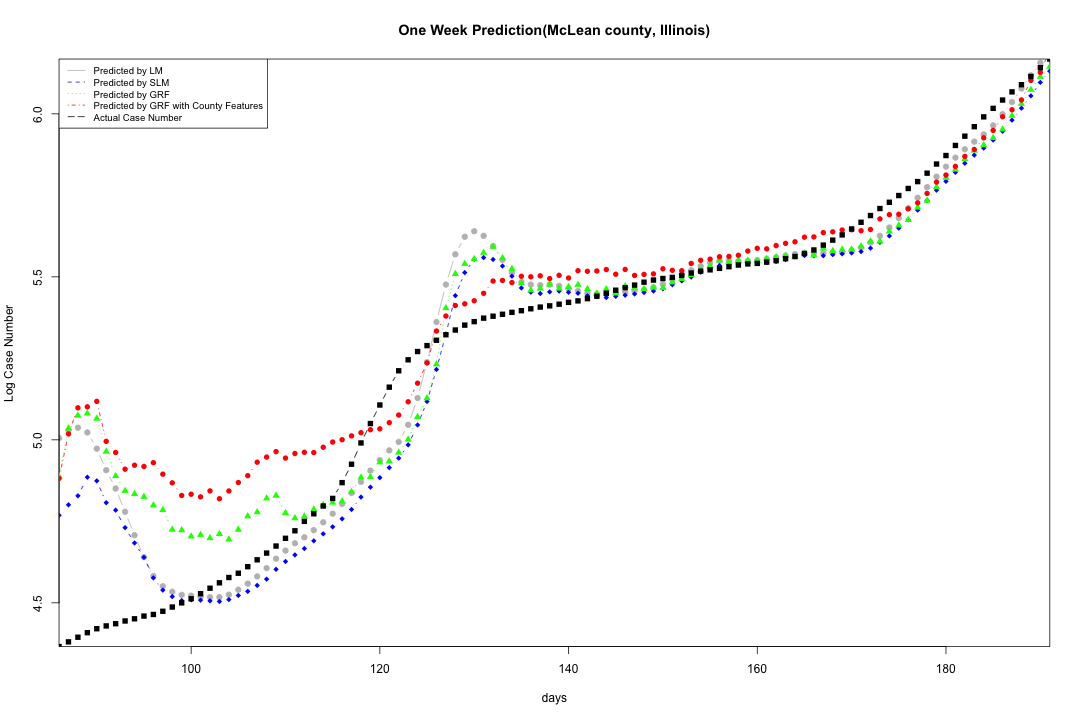 One Week Prediction(McLean county, Illinois)
Predicted by LM
Predicted by SLM
Predicted by GRF
Predicted by GRF with County Features
Actual Case Number
6.0
5.5
5.0
4.5
Log Case Number
100 120 140 160 180
days